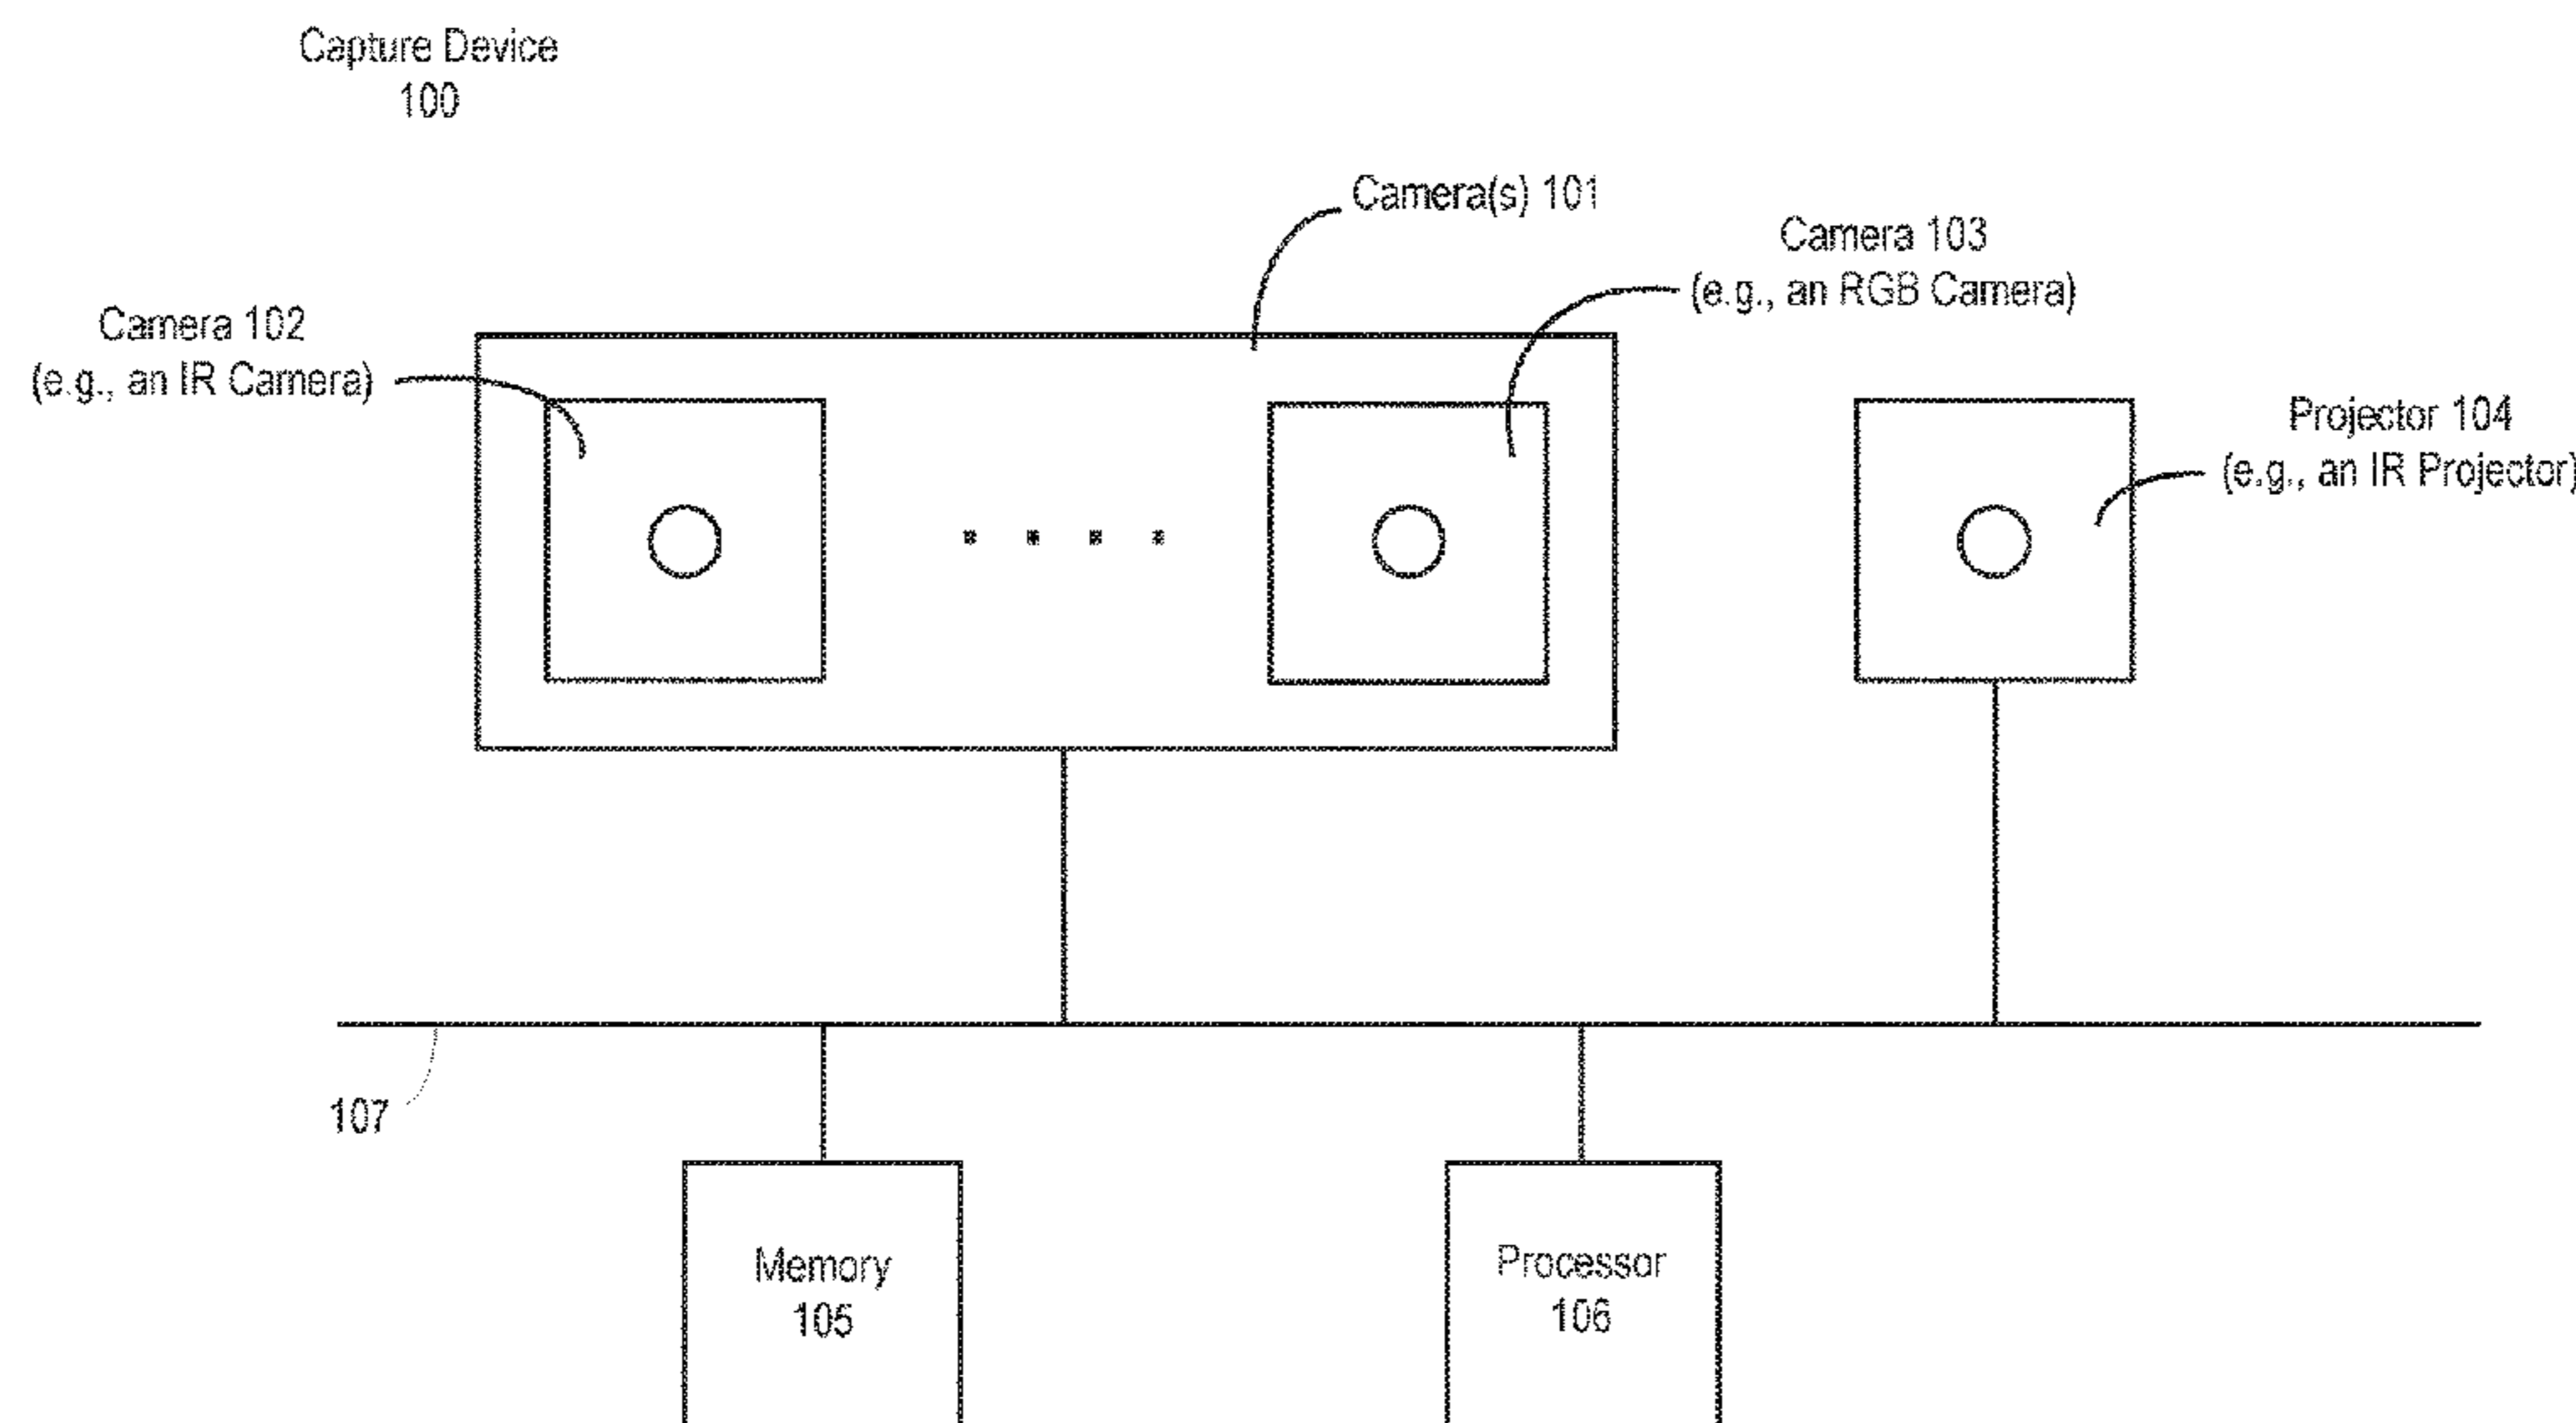 Capture Device
100
Camera(s) 101
Camera 103
(e.g., an RGB Camera)
Camera 102
(e.g., an IR Camera)
Projector 104
(e.g., an IR Projector)
107
Memory
105
Processor
106